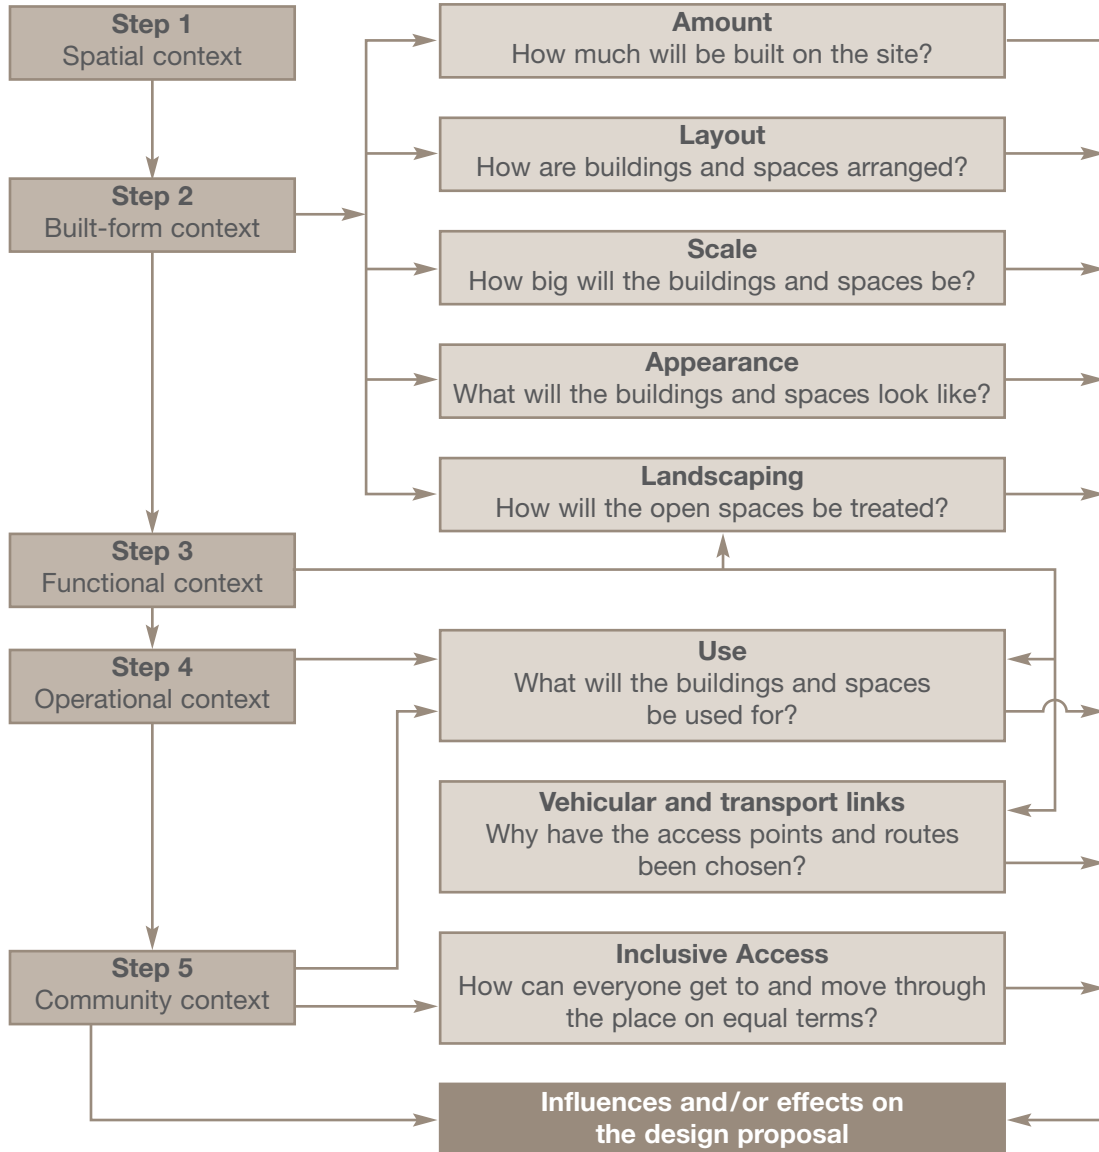 Step 1
Spatial context
Step 2
Built-form context
Step 3
Functional context
Step 4
Operational context
Step 5
Community context
Amount
How much will be built on the site?
Layout
How are buildings and spaces arranged?
Scale
How big will the buildings and spaces be?
Appearance
What will the buildings and spaces look like?
Landscaping
How will the open spaces be treated?
Use
What will the buildings and spaces
be used for?
Vehicular and transport links
Why have the access points and routes
been chosen?
Inclusive Access
How can everyone get to and move through
the place on equal terms?
Influences and/or effects on
the design proposal